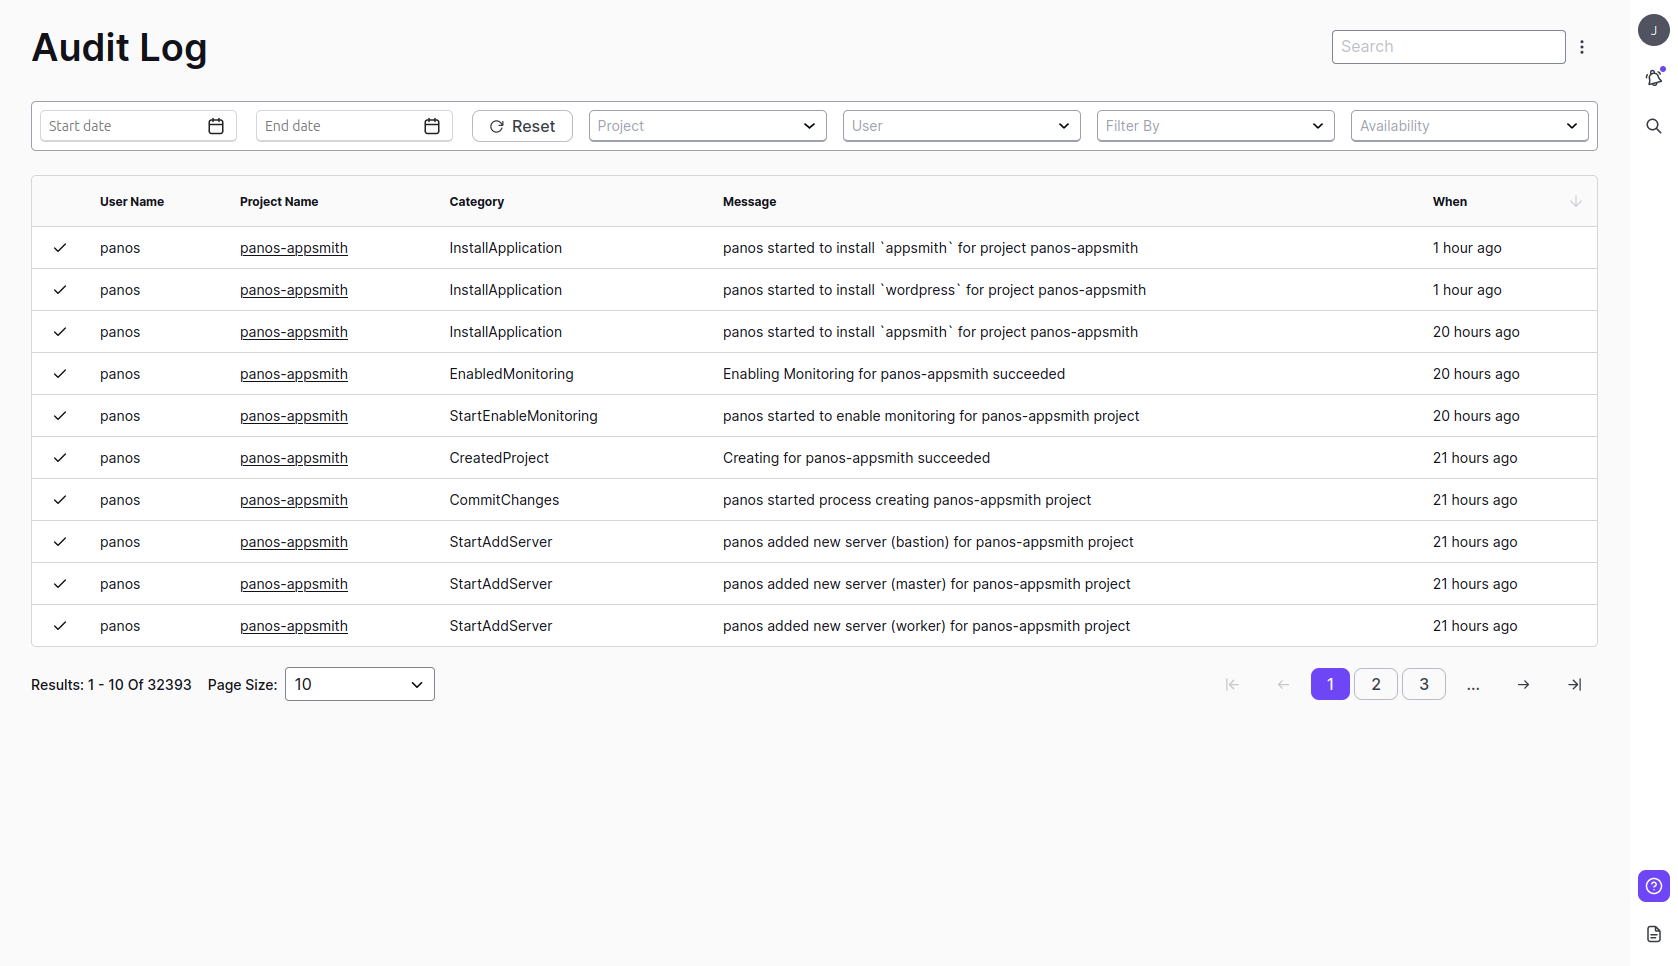 Audit Log
Search
J
Start date
End date
Reset
Project
User
Filter By
Availability
User Name Project Name Category Message When
panos panos-appsmith InstallApplication panos started to install `appsmith` for project panos-appsmith 1 hour ago
panos panos-appsmith InstallApplication panos started to install `wordpress` for project panos-appsmith 1 hour ago
panos panos-appsmith InstallApplication panos started to install `appsmith` for project panos-appsmith 20 hours ago
panos panos-appsmith EnabledMonitoring Enabling Monitoring for panos-appsmith succeeded 20 hours ago
panos panos-appsmith StartEnableMonitoring panos started to enable monitoring for panos-appsmith project 20 hours ago
panos panos-appsmith CreatedProject Creating for panos-appsmith succeeded 21 hours ago
panos panos-appsmith CommitChanges panos started process creating panos-appsmith project 21 hours ago
panos panos-appsmith StartAddServer panos added new server (bastion) for panos-appsmith project 21 hours ago
panos panos-appsmith StartAddServer panos added new server (master) for panos-appsmith project 21 hours ago
panos panos-appsmith StartAddServer panos added new server (worker) for panos-appsmith project 21 hours ago
Results: 1 - 10 Of 32393 Page Size: 10 1 2 3 ...